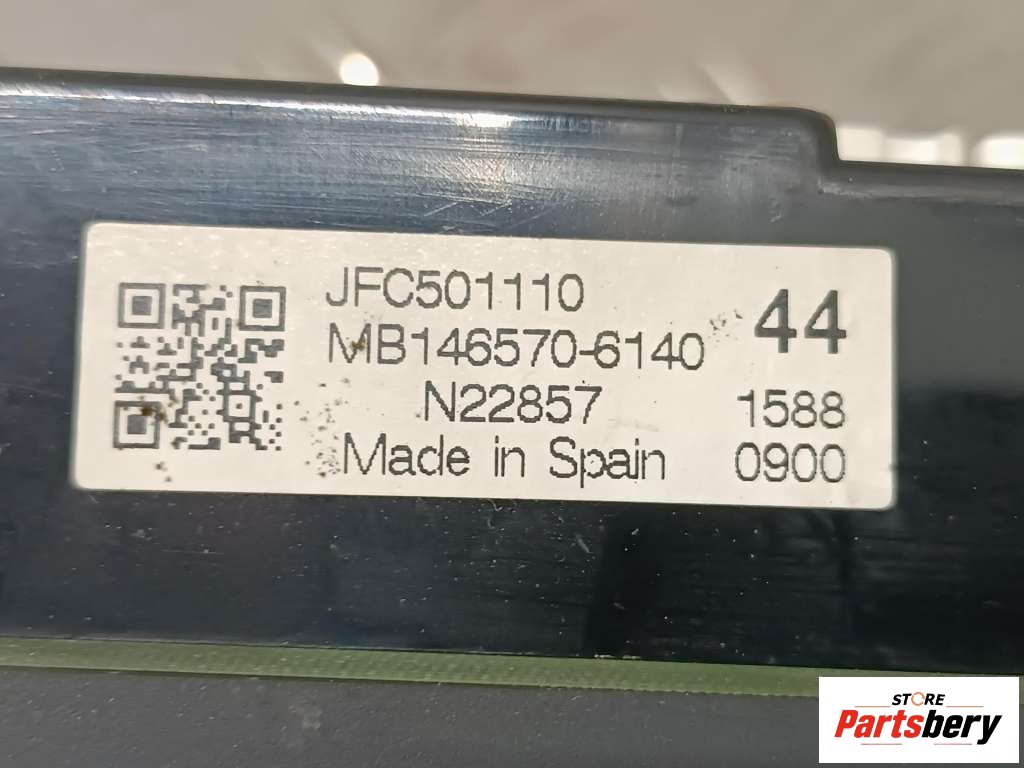 JFC501110
MB146570-6140
44
N22857
1588
Made in Spain
0900
STORE
Partsbery